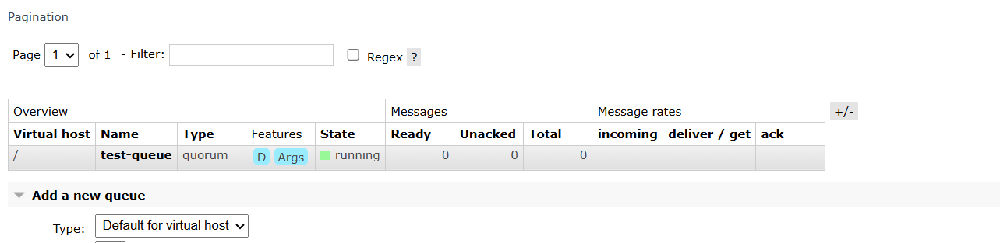 Pagination
Page 1 of 1 - Filter: Regex ?
Overview Messages Message rates +/-
Virtual host Name Type Features State Ready Unacked Total incoming deliver / get ack
/ test-queue quorum D Args running 0 0 0
Add a new queue
Type: Default for virtual host